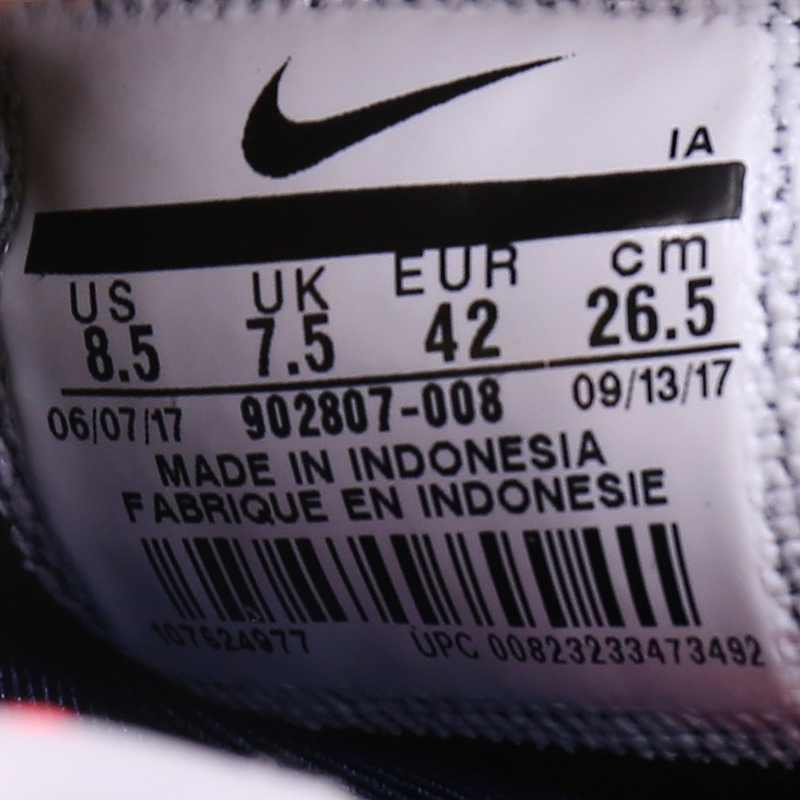 IA
US UK EUR cm
8.5 7.5 42 26.5
06/07/17 902807-008 09/13/17
MADE IN INDONESIA
FABRIQUE EN INDONESIE
107624977 UPC 00823233473492